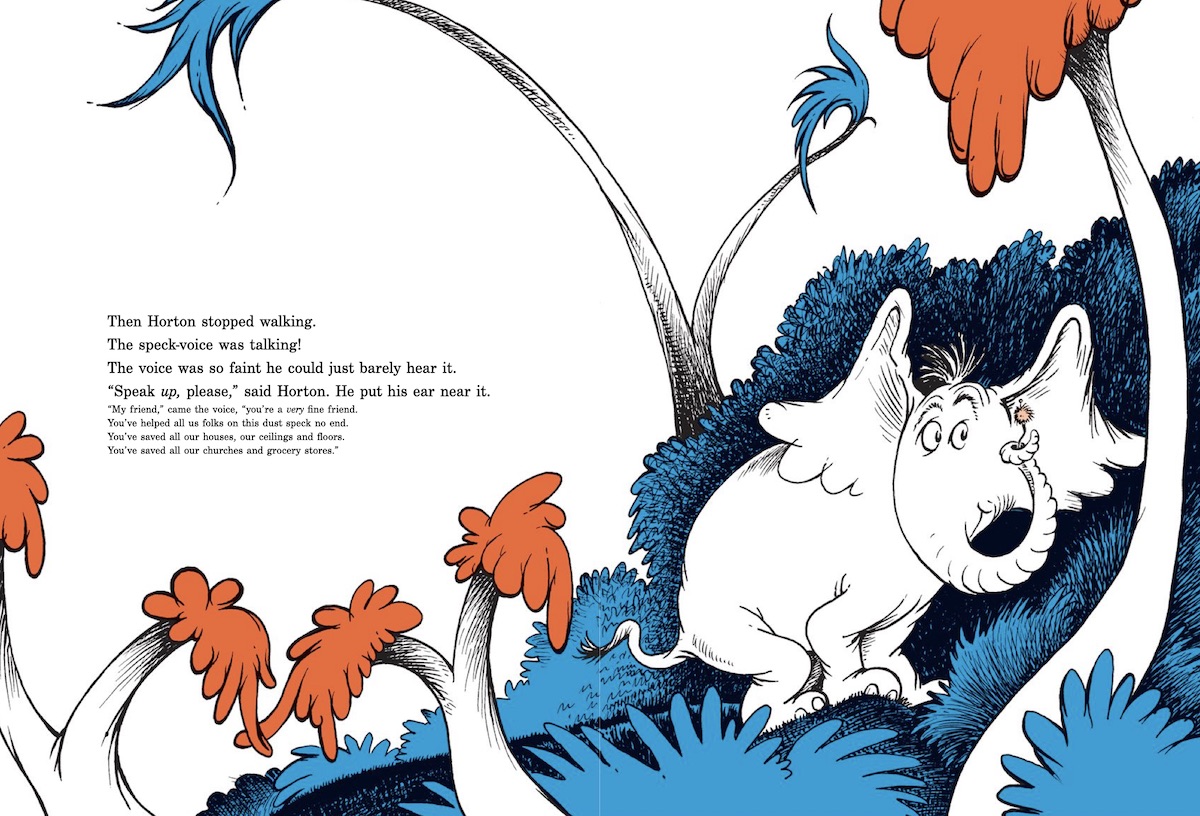 Then Horton stopped walking.
The speck-voice was talking!
The voice was so faint he could just barely hear it.
“Speak up, please,” said Horton. He put his ear near it.
“My friend,” came the voice, “you’re a very fine friend.
You’ve helped all us folks on this dust speck no end.
You’ve saved all our houses, our ceilings and floors.
You’ve saved all our churches and grocery stores.”